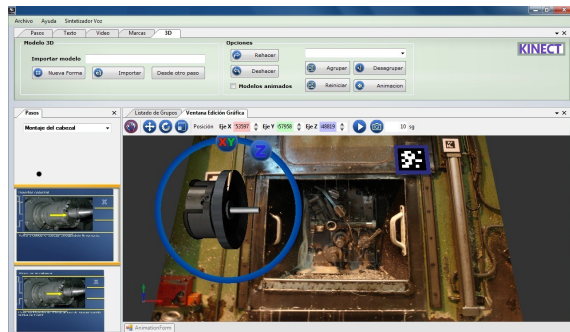 Archivo Ayuda Sintetizador Voz
Pasos Texto Video Marcas 3D
Modelo 3D
Importar modelo
Nueva Forma Importar Desde otro paso
Opciones
Rehacer
Deshacer Agrupar Desagrupar
Modelos animados Reiniciar Animacion
KINECT
Pasos X
Montaje del cabezal
Listado de Grupos Ventana Edición Gráfica
Posición Eje X 53597 Eje Y 57958 Eje Z 48819 10 sg
X Y Z
AnimationForm